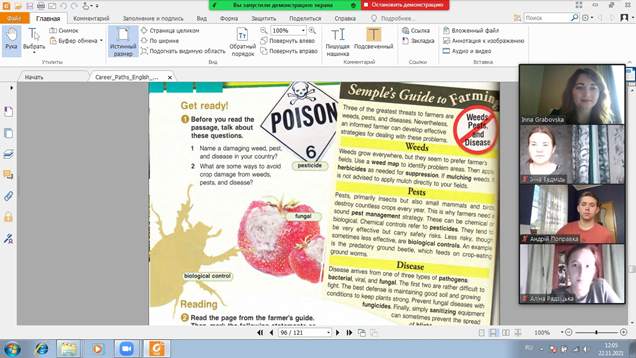 Вы запустили демонстрацию экрана
Остановить демонстрацию
Файл
Главная
Комментарий
Заполнение и подпись
Вид
Форма
Защитить
Поделиться
Справка
Подробнее...
Рука
Выбрать
Снимок
Буфер обмена
Истинный размер
Страница целиком
По ширине
Подогнать видимую область
Обратный порядок
100%
Повернуть влево
Повернуть вправо
Пишущая машинка
Подсвеченный
Ссылка
Закладка
Вложенный файл
Аннотация к изображению
Аудио и видео
Утилиты
Вид
Комментарий
Ссылки
Вставить
Начать
Career_Paths_English_...
Get ready!
1 Before you read the
passage, talk about
these questions.
1 Name a damaging weed, pest,
and disease in your country?
2 What are some ways to avoid
crop damage from weeds,
pests, and disease?
POISON
6
pesticide
fungal
biological control
Reading
2 Read the page from the farmer's guide.
Semple's Guide to Farming
Three of the greatest threats to farmers are
weeds, pests, and diseases. Nevertheless,
an informed farmer can develop effective
strategies for dealing with these problems.
Weeds,
Pests,
and
Disease
Weeds
Weeds grow everywhere, but they seem to prefer farmer's
fields. Use a weed map to identify weeds. Then apply
herbicides as needed for suppression. If mulching weeds, it
is not advised to apply mulch directly to your fields.
Pests
Pests, primarily insects but also small mammals and birds,
destroy countless crops every year. This is why farmers need a
sound pest management strategy. These can be chemical or
biological. Chemical controls refer to pesticides. They tend to
be very effective but carry safety risks. Less risky, though
sometimes less effective, are biological controls. An example
is the predatory ground beetle, which feeds on crop-eating
ground worms.
Disease
Disease arrives from one of three types of pathogens:
bacterial, viral, and fungal. The first two are rather difficult to
fight. The best defense is maintaining good soil and growing
conditions to keep plants strong. Prevent fungal diseases with
fungicides. Finally, simply sanitizing equipment
can sometimes prevent the spread
Inna Grabovska
Андрій Поправка
Аліна Радзіцька
96 / 121
100%
RU
12:05
22.11.2021